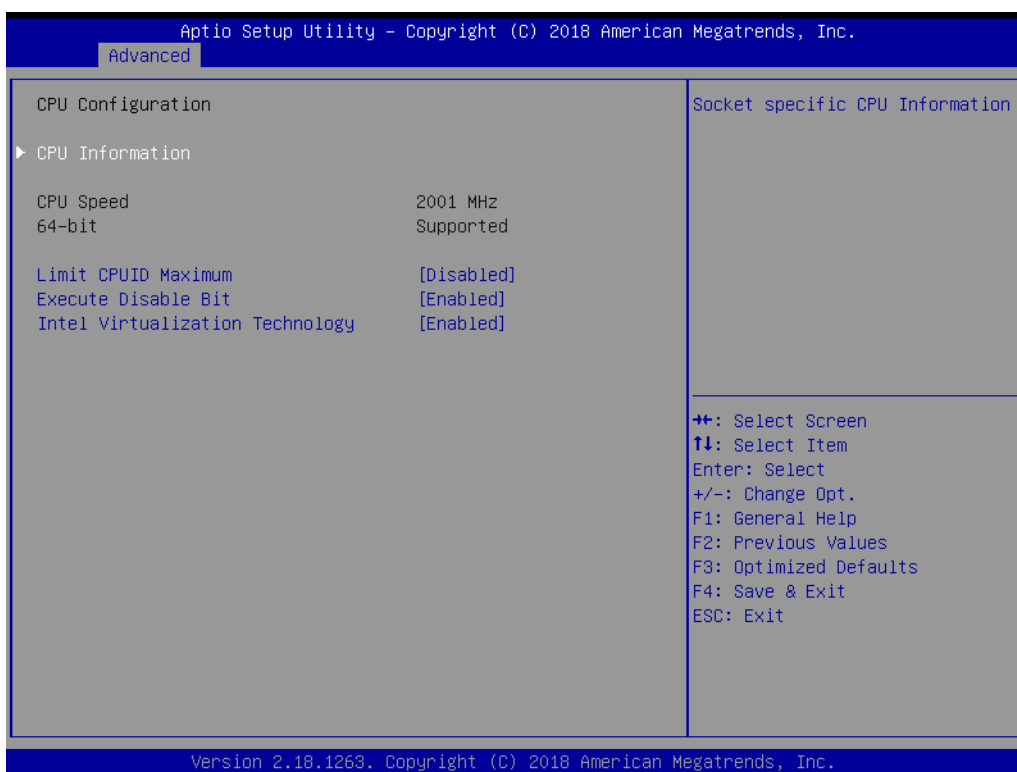 Aptio Setup Utility – Copyright (C) 2018 American Megatrends, Inc.
Advanced
CPU Configuration
CPU Information
CPU Speed 2001 MHz
64-bit Supported
Limit CPUID Maximum [Disabled]
Execute Disable Bit [Enabled]
Intel Virtualization Technology [Enabled]
Socket specific CPU Information
→←: Select Screen
↑↓: Select Item
Enter: Select
+/-: Change Opt.
F1: General Help
F2: Previous Values
F3: Optimized Defaults
F4: Save & Exit
ESC: Exit
Version 2.18.1263. Copyright (C) 2018 American Megatrends, Inc.